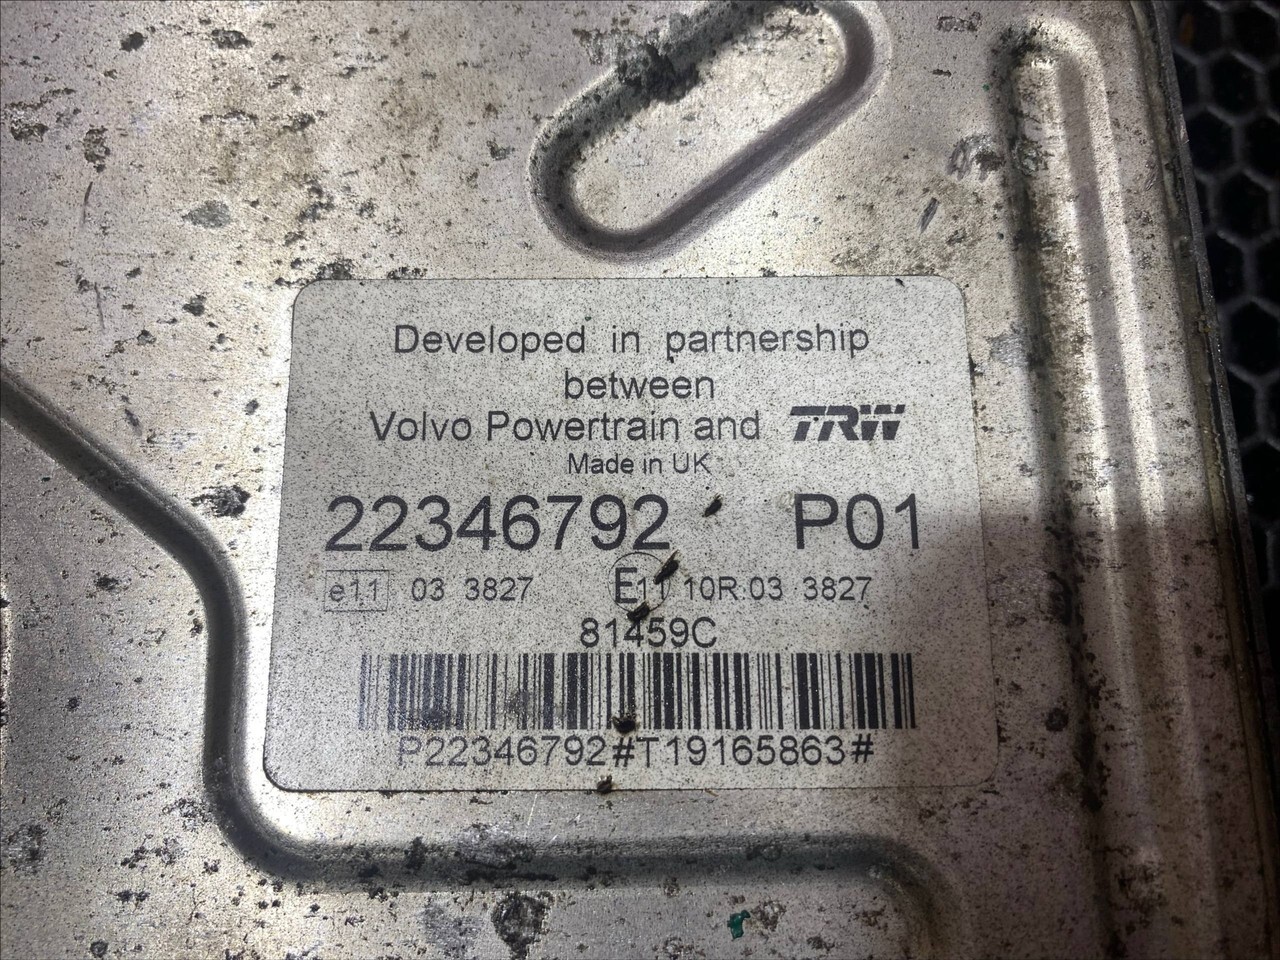 Developed in partnership
between
Volvo Powertrain and TRW
Made in UK
22346792 P01
e11 03 3827 E11 10R.03 3827
81459C
P22346792#T19165863#